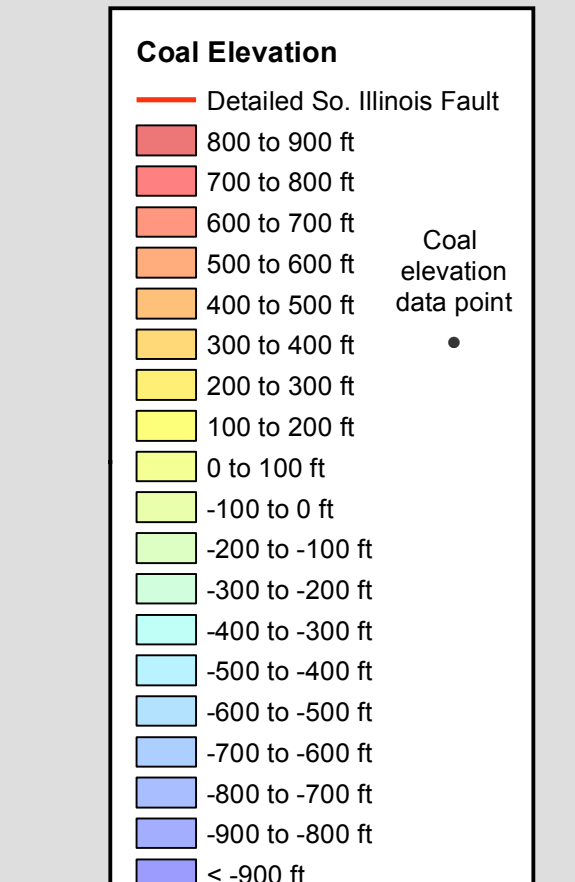 Coal Elevation
Detailed So. Illinois Fault
800 to 900 ft
700 to 800 ft
600 to 700 ft
500 to 600 ft
400 to 500 ft
300 to 400 ft
200 to 300 ft
100 to 200 ft
0 to 100 ft
-100 to 0 ft
-200 to -100 ft
-300 to -200 ft
-400 to -300 ft
-500 to -400 ft
-600 to -500 ft
-700 to -600 ft
-800 to -700 ft
-900 to -800 ft
< -900 ft
Coal
elevation
data point